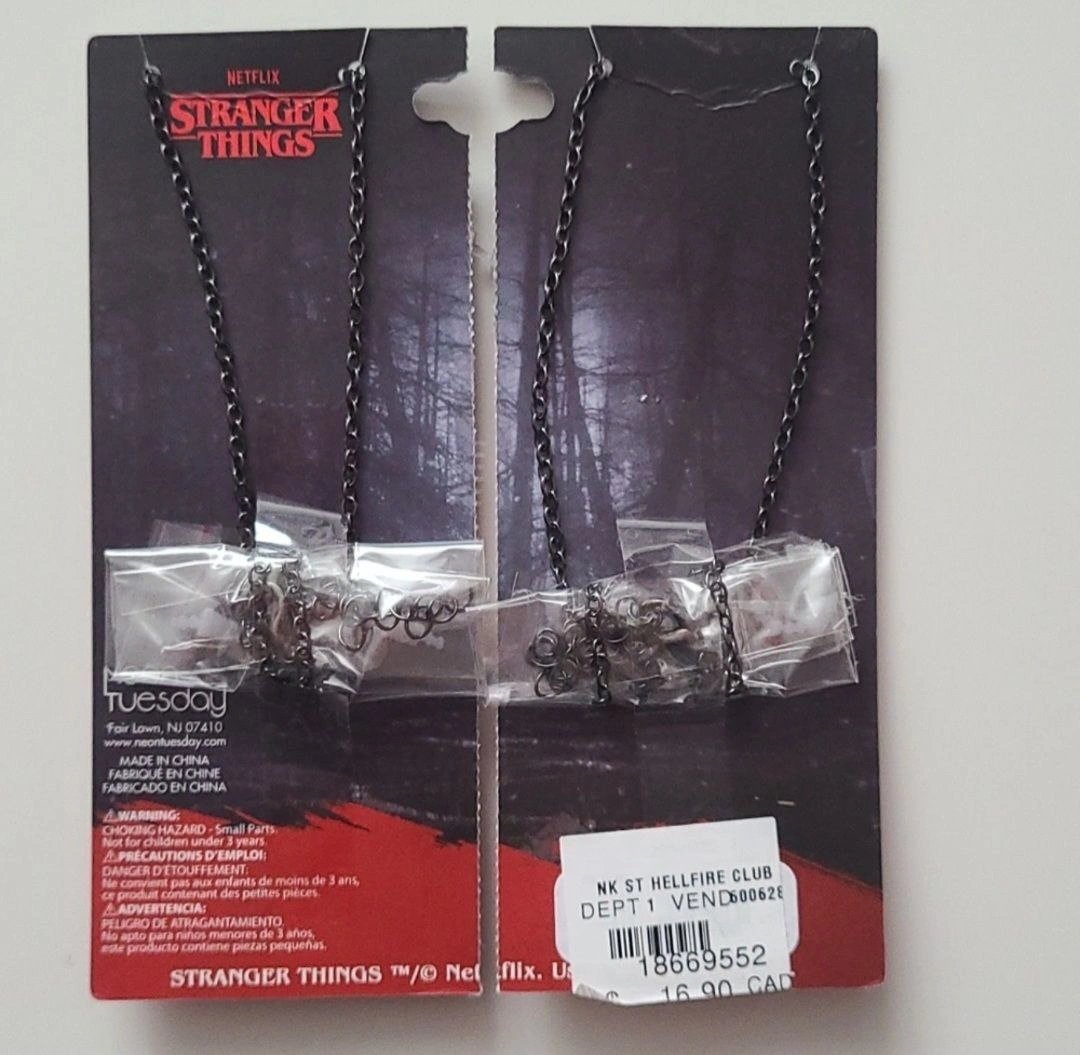 NETFLIX
STRANGER
THINGS
Tuesday
Fair Lawn, NJ 07410
www.neontuesday.com
MADE IN CHINA
FABRIQUÉ EN CHINE
FABRICADO EN CHINA
⚠WARNING:
CHOKING HAZARD - Small Parts.
Not for children under 3 years.
⚠PRÉCAUTIONS D'EMPLOI:
DANGER D'ÉTOUFFEMENT:
Ne convient pas aux enfants de moins de 3 ans,
ce produit contenant des petites pièces.
⚠ADVERTENCIA:
PELIGRO DE ATRAGANTAMIENTO.
No apto para niños menores de 3 años,
este producto contiene piezas pequeñas.
STRANGER THINGS ™/© Netflix. Us
NK ST HELLFIRE CLUB
DEPT 1 VEND 600628
18669552
$ 16.90 CAD